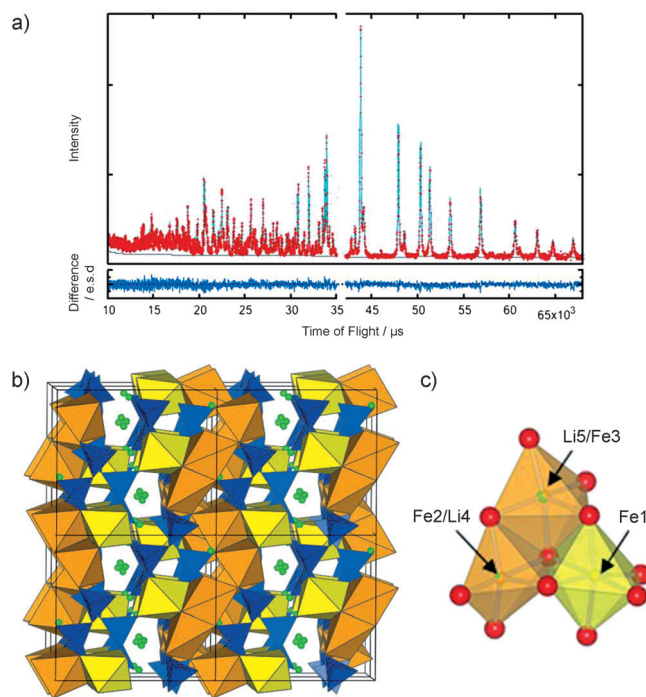 a)
Intensity
Difference
/ e.s.d
10 15 20 25 30 35 45 50 55 60 65x10³
Time of Flight / µs
b)
c)
Li5/Fe3
Fe2/Li4
Fe1